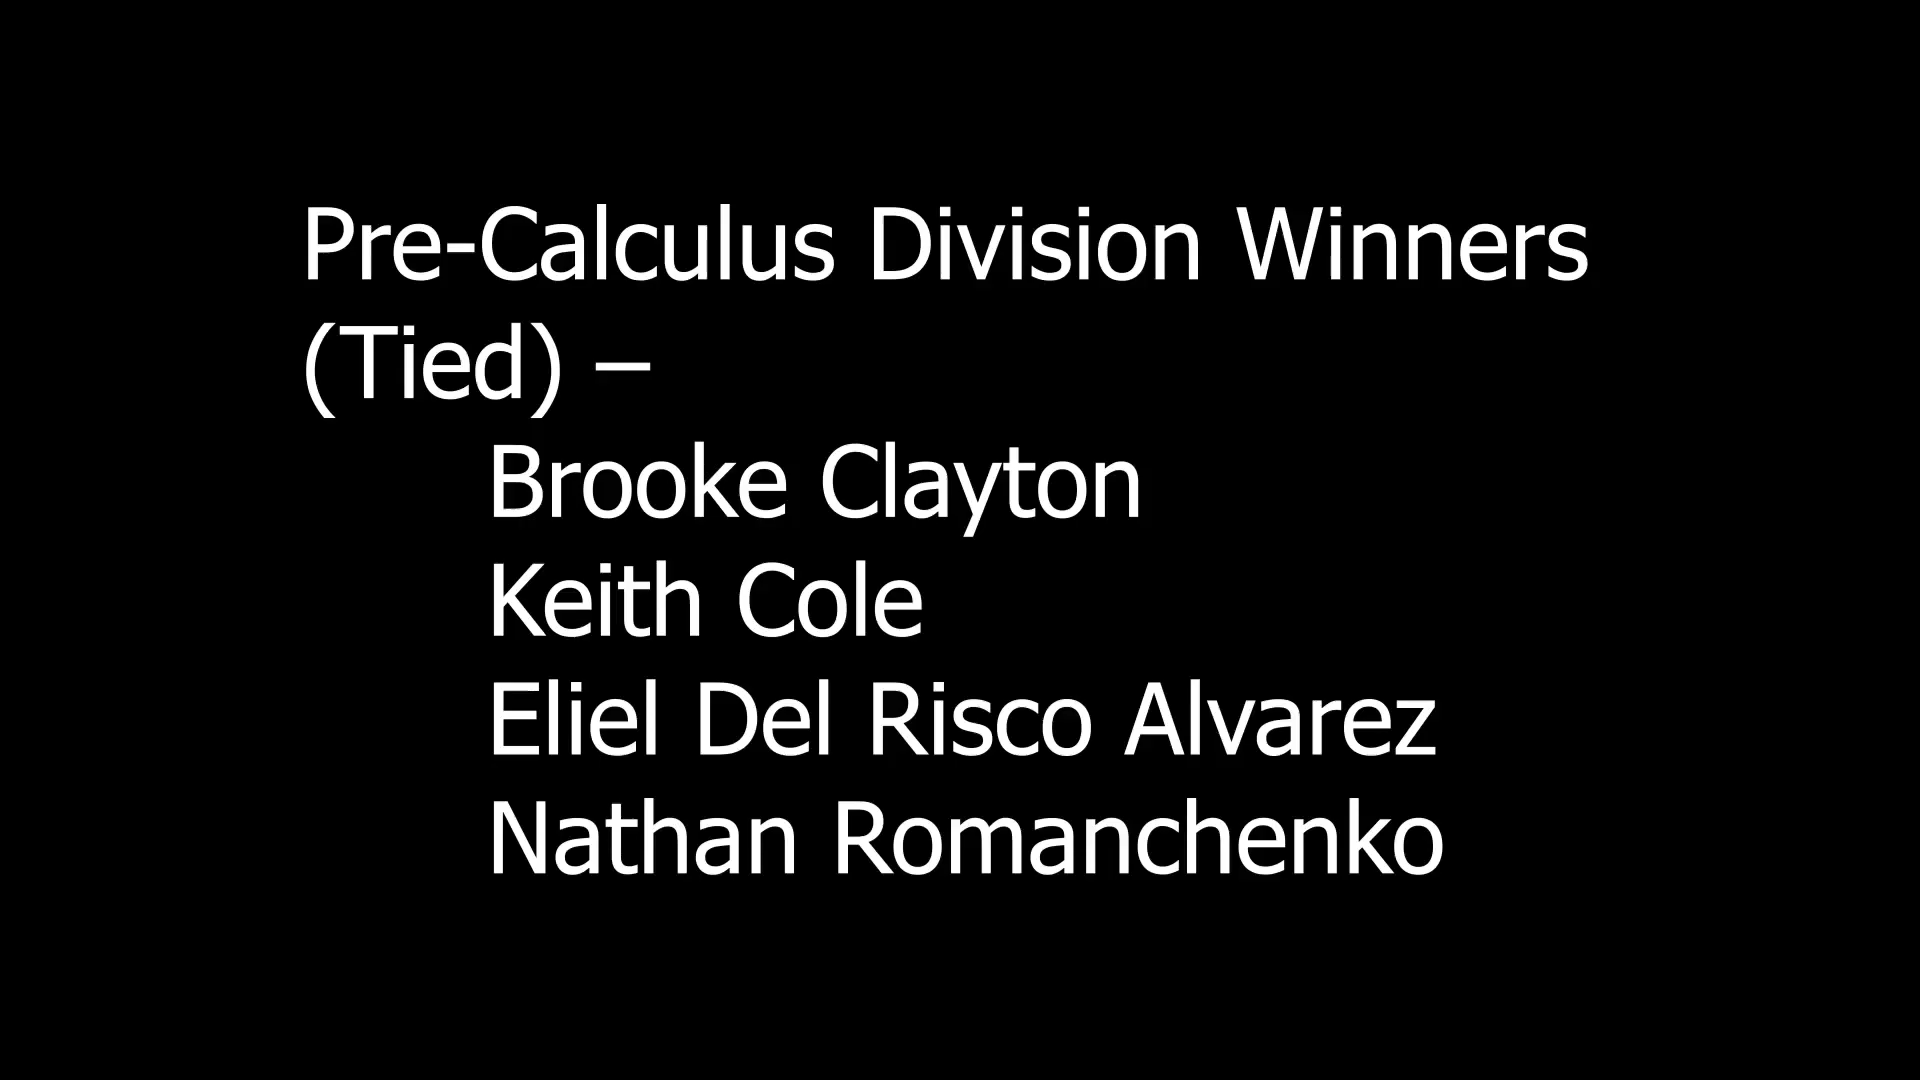 Pre-Calculus Division Winners
(Tied) –
Brooke Clayton
Keith Cole
Eliel Del Risco Alvarez
Nathan Romanchenko